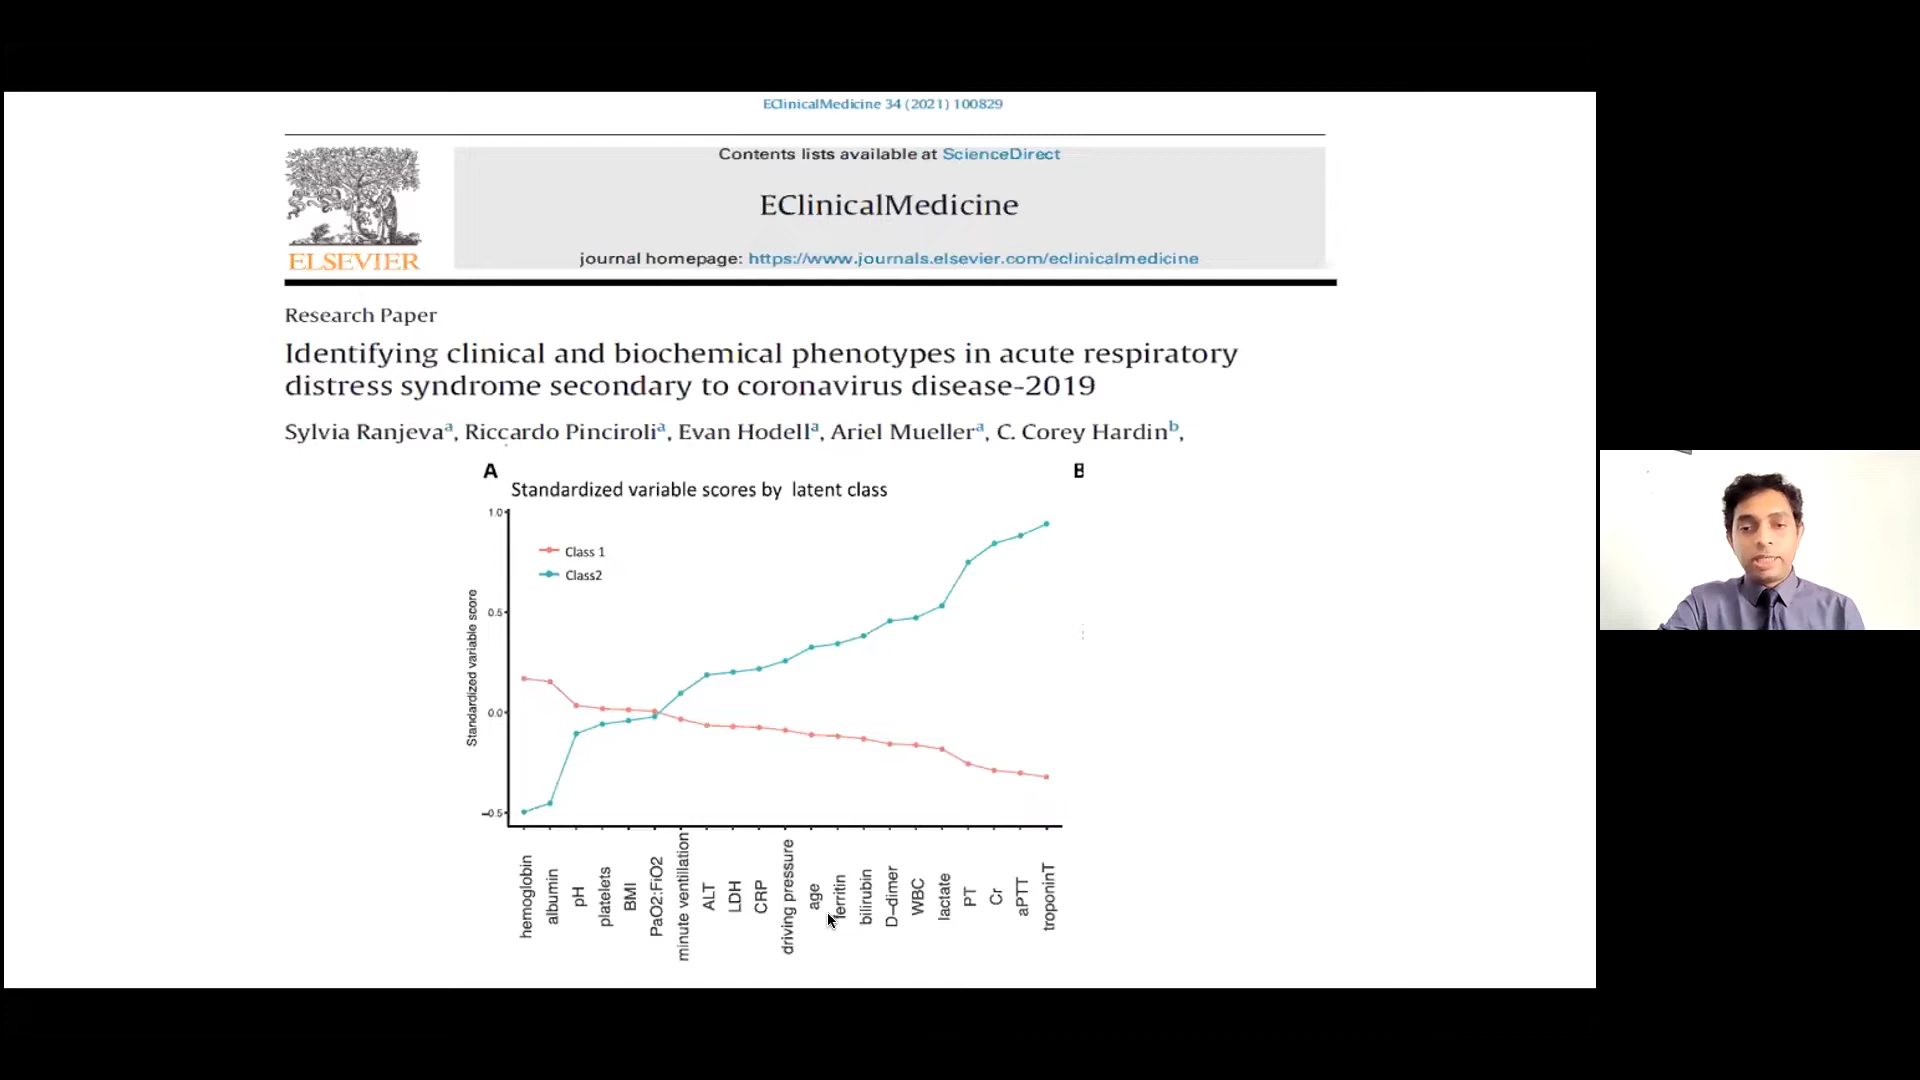 EClinicalMedicine 34 (2021) 100829
Contents lists available at ScienceDirect
EClinicalMedicine
journal homepage: https://www.journals.elsevier.com/eclinicalmedicine
ELSEVIER
Research Paper
Identifying clinical and biochemical phenotypes in acute respiratory
distress syndrome secondary to coronavirus disease-2019
Sylvia Ranjevaa, Riccardo Pincirolia, Evan Hodella, Ariel Muellera, C. Corey Hardinb,
A
B
Standardized variable scores by latent class
Class 1
Class2
Standardized variable score
1.0
0.5
0.0
−0.5
hemoglobin
albumin
pH
platelets
BMI
PaO2:FiO2
minute ventillation
ALT
LDH
CRP
driving pressure
age
ferritin
bilirubin
D−dimer
WBC
lactate
PT
Cr
aPTT
troponinT